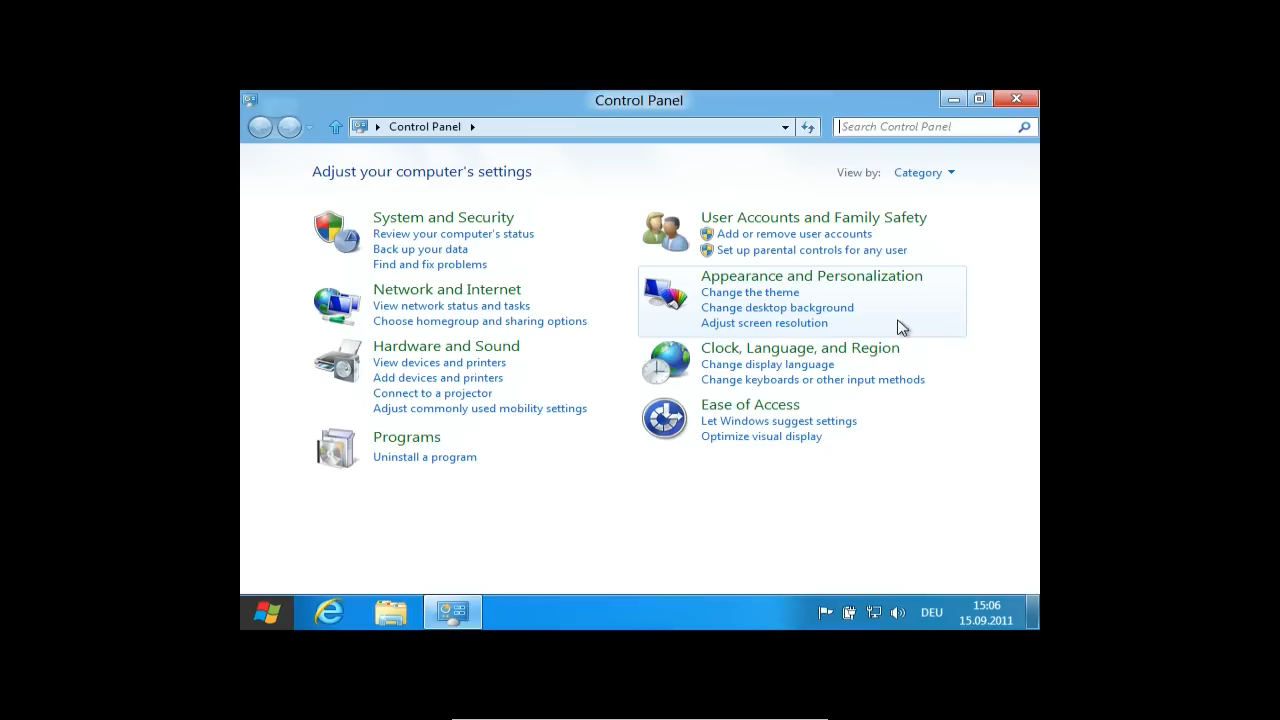 Control Panel
Control Panel
Search Control Panel
Adjust your computer's settings
View by: Category
System and Security
Review your computer's status
Back up your data
Find and fix problems
Network and Internet
View network status and tasks
Choose homegroup and sharing options
Hardware and Sound
View devices and printers
Add devices and printers
Connect to a projector
Adjust commonly used mobility settings
Programs
Uninstall a program
User Accounts and Family Safety
Add or remove user accounts
Set up parental controls for any user
Appearance and Personalization
Change the theme
Change desktop background
Adjust screen resolution
Clock, Language, and Region
Change display language
Change keyboards or other input methods
Ease of Access
Let Windows suggest settings
Optimize visual display
DEU
15:06
15.09.2011